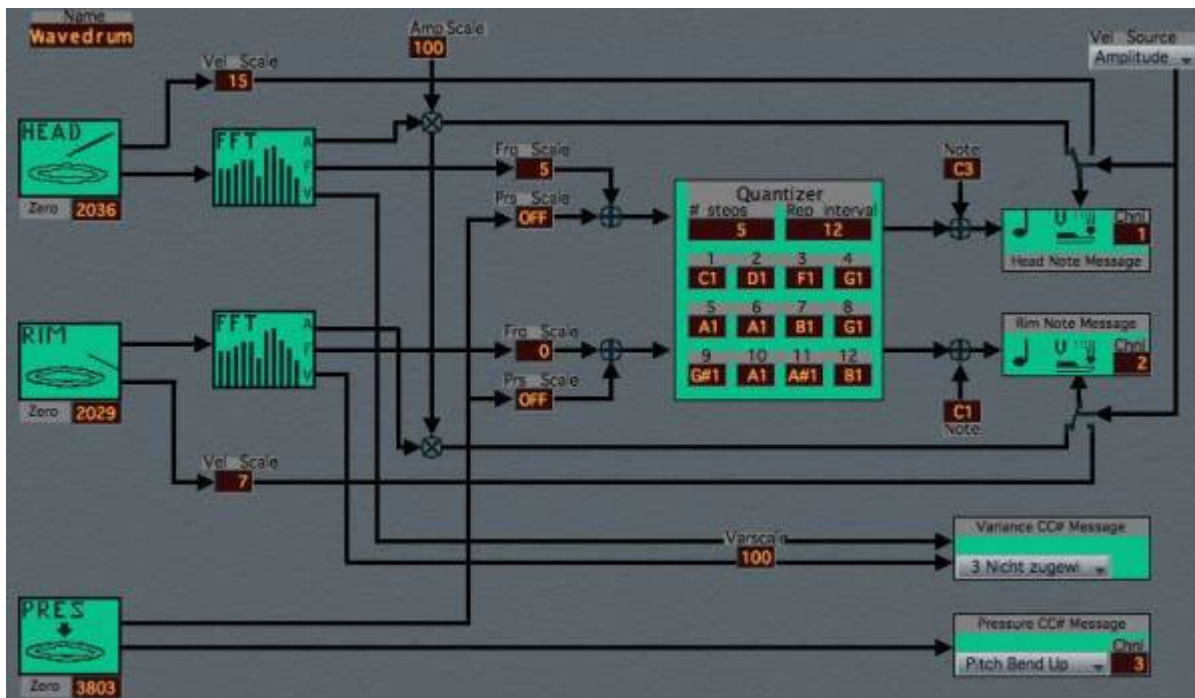 Name
Wavedrum
Amp Scale
100
Vel Source
Amplitude
Vel Scale
15
HEAD
Zero 2036
FFT
A
F
V
Frq Scale
5
Prs Scale
OFF
Quantizer
# steps Rep interval
5 12
1 2 3 4
C1 D1 F1 G1
5 6 7 8
A1 A1 B1 G1
9 10 11 12
G#1 A1 A#1 B1
Note
C3
Chnl
1
Head Note Message
RIM
Zero 2029
FFT
A
F
V
Frq Scale
0
Prs Scale
OFF
C1
Note
Rim Note Message
Chnl
2
Vel Scale
7
Varscale
100
Variance CC# Message
3 Nicht zugewi
PRES
Zero 3803
Pressure CC# Message
Chnl
Pitch Bend Up 3